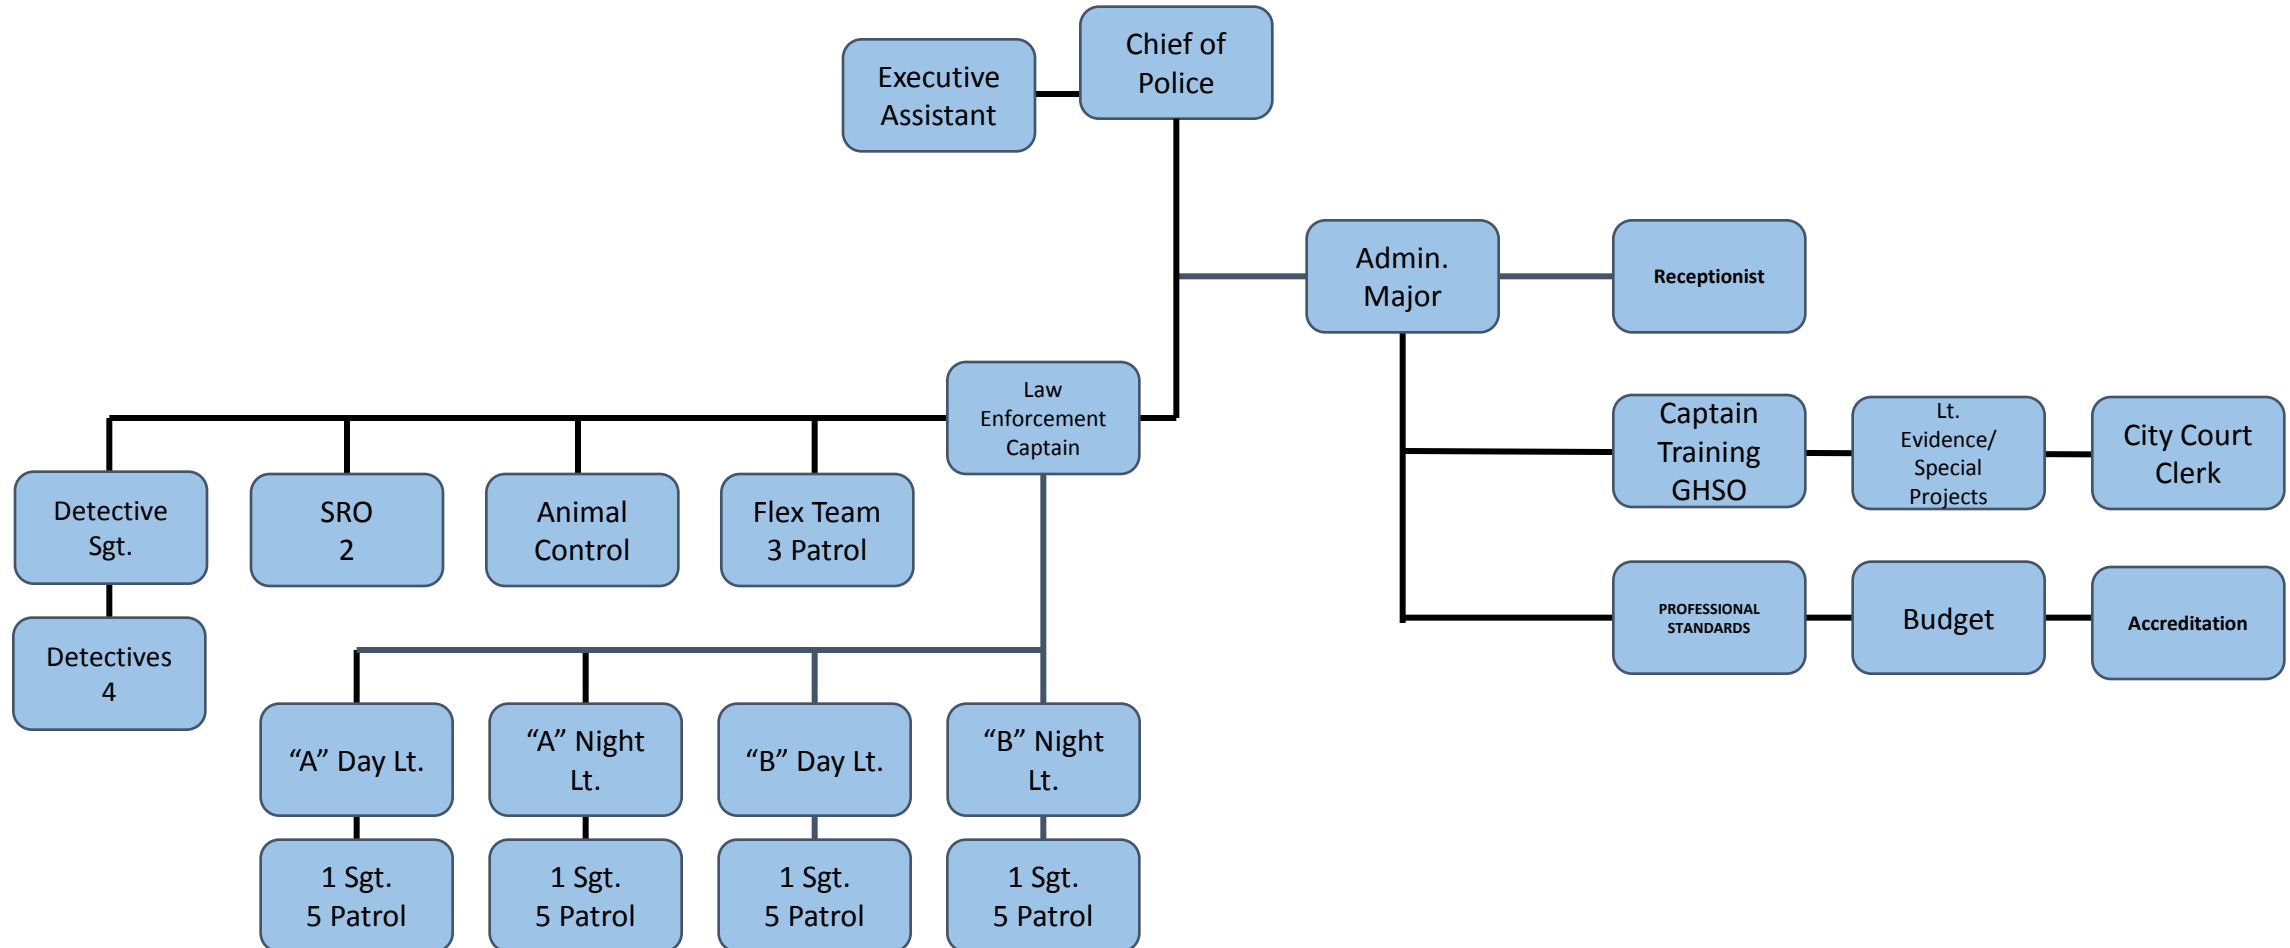 Chief of
Police
Executive
Assistant
Admin.
Major
Receptionist
Law
Enforcement
Captain
Captain
Training
GHSO
Lt.
Evidence/
Special
Projects
City Court
Clerk
Detective
Sgt.
SRO
2
Animal
Control
Flex Team
3 Patrol
PROFESSIONAL
STANDARDS
Budget
Accreditation
Detectives
4
“A” Day Lt.
“A” Night
Lt.
“B” Day Lt.
“B” Night
Lt.
1 Sgt.
5 Patrol
1 Sgt.
5 Patrol
1 Sgt.
5 Patrol
1 Sgt.
5 Patrol